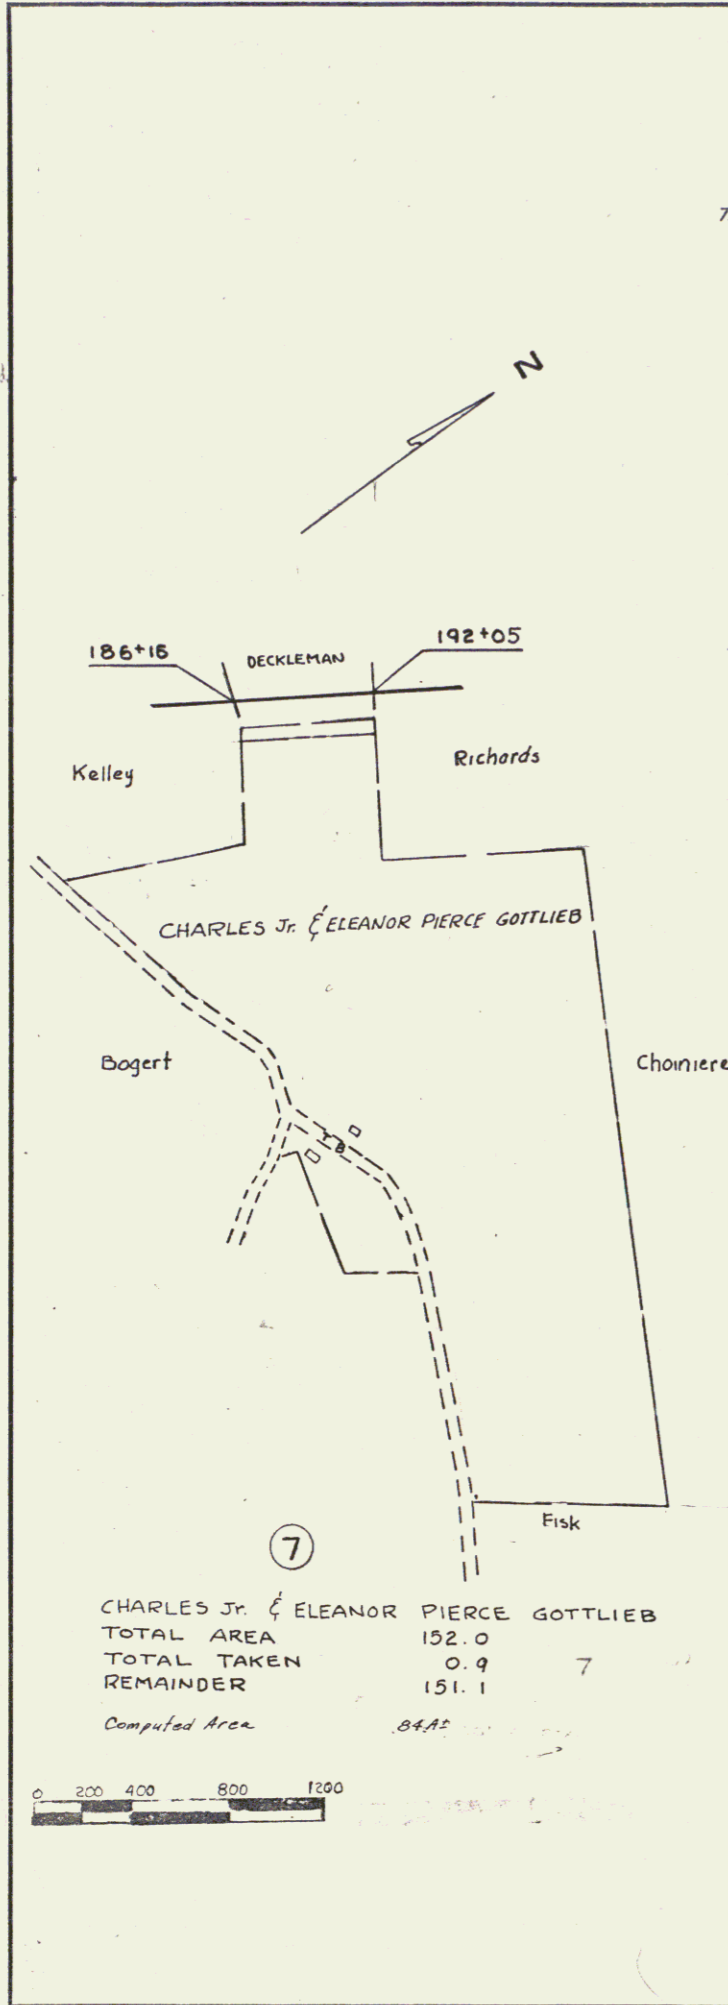 7
N
186+16
DECKLEMAN
192+05
Kelley
Richards
CHARLES Jr. & ELEANOR PIERCE GOTTLIEB
Bogert
Choiniere
T B
Fisk
7
CHARLES Jr. & ELEANOR PIERCE GOTTLIEB
TOTAL AREA 152.0
TOTAL TAKEN 0.9 7
REMAINDER 151.1
Computed Area 84A±
0 200 400 800 1200